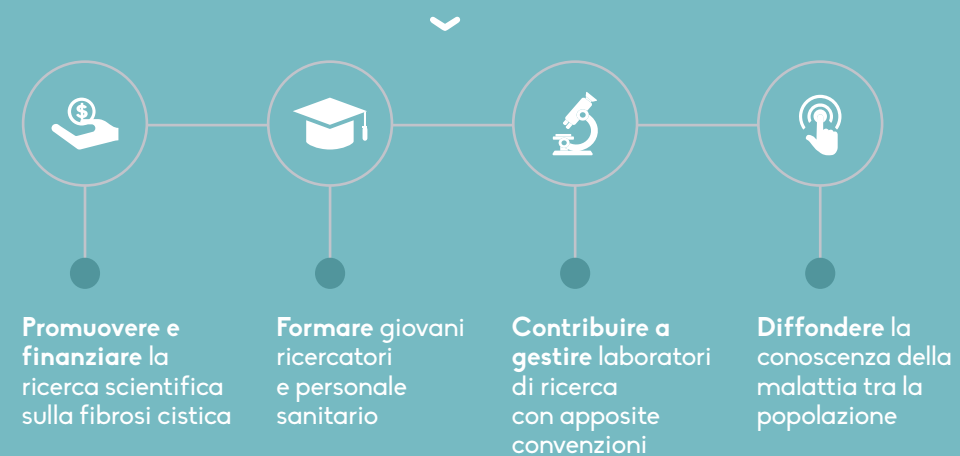 $
Promuovere e
finanziare la
ricerca scientifica
sulla fibrosi cistica
Formare giovani
ricercatori
e personale
sanitario
Contribuire a
gestire laboratori
di ricerca
con apposite
convenzioni
Diffondere la
conoscenza della
malattia tra la
popolazione